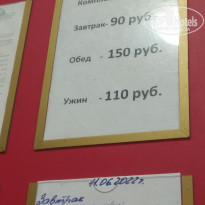 Завтрак- 90 руб.
Обед - 150 руб.
Ужин - 110 руб.
11.06.2022г.
Завтрак